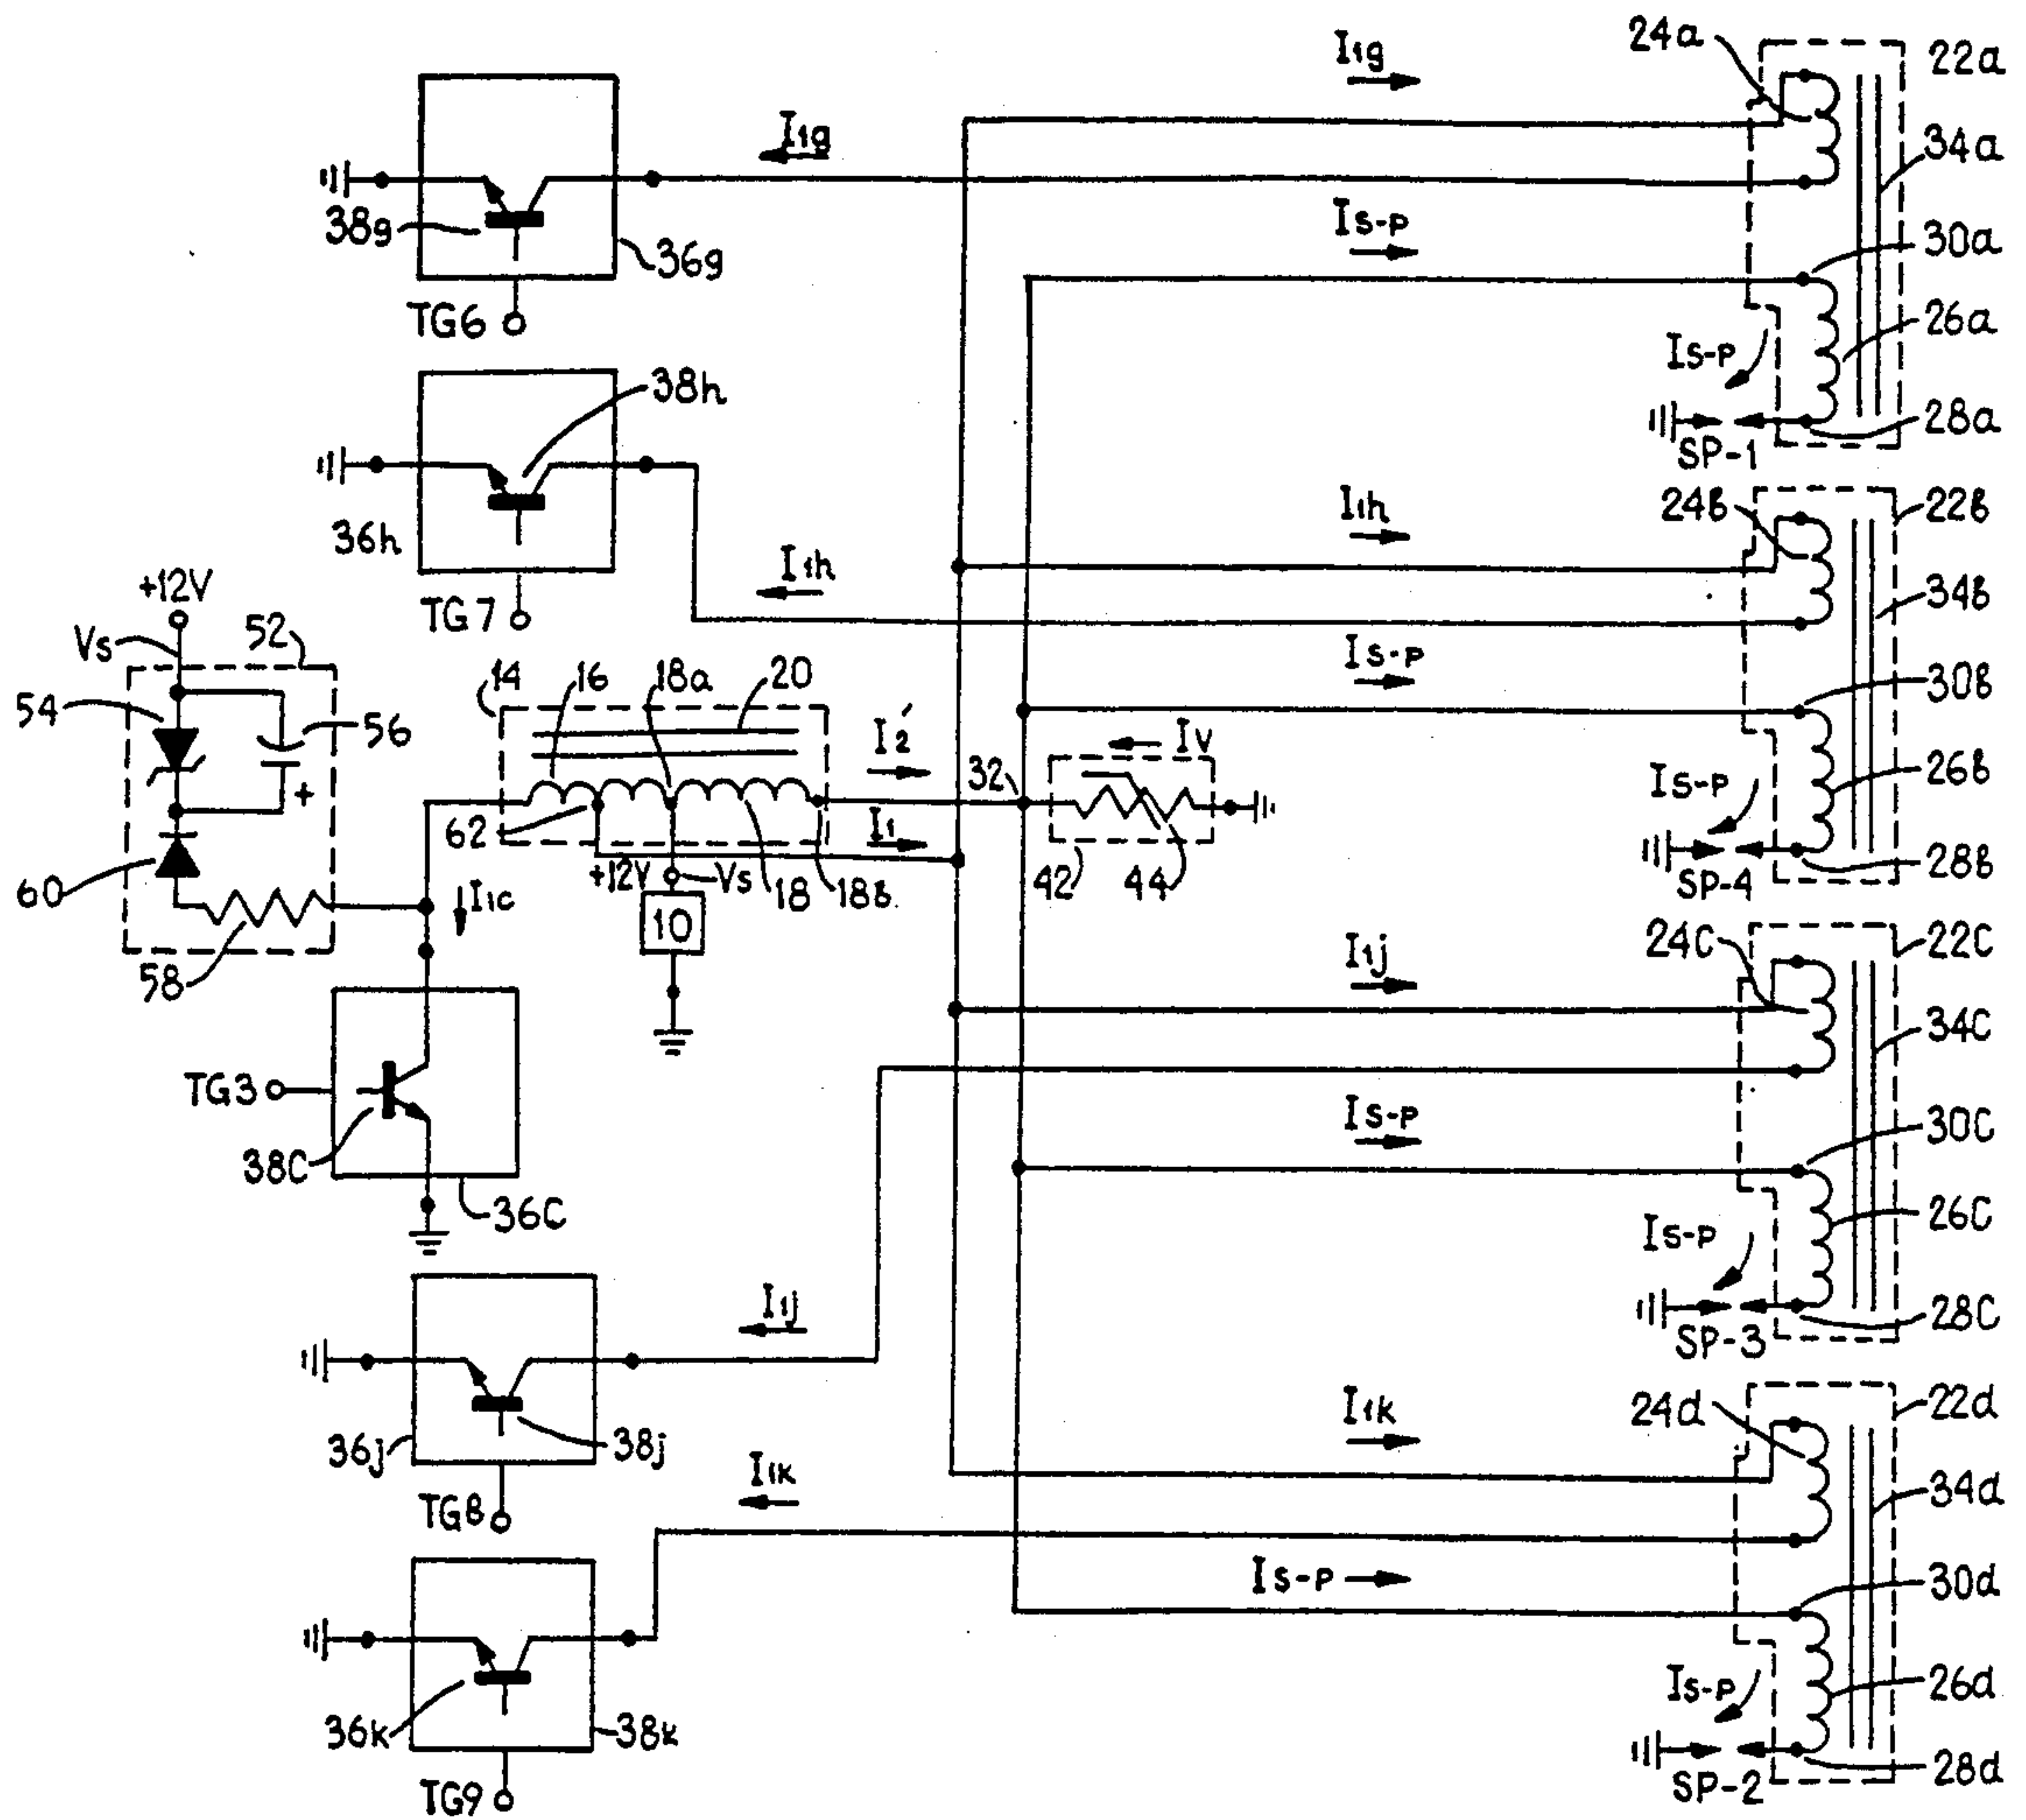 I1g
24a
22a
I1g
34a
38g
36g
Is-p
30a
TG6
26a
Is-p
28a
SP-1
38h
36h
I1h
24b
22b
I1h
+12V
TG7
34b
Vs
52
Is-p
30b
54
56
14
16
18a
20
I2'
Iv
26b
+
32
Is-p
62
I1
60
+12V
Vs
18
18b
42
44
28b
SP-4
I1c
10
58
24C
22C
I1j
34C
TG3
Is-p
30C
38C
36C
26C
Is-p
I1j
28C
SP-3
24d
22d
I1k
36j
38j
I1k
34d
TG8
Is-p
30d
26d
Is-p
36k
38k
28d
SP-2
TG9